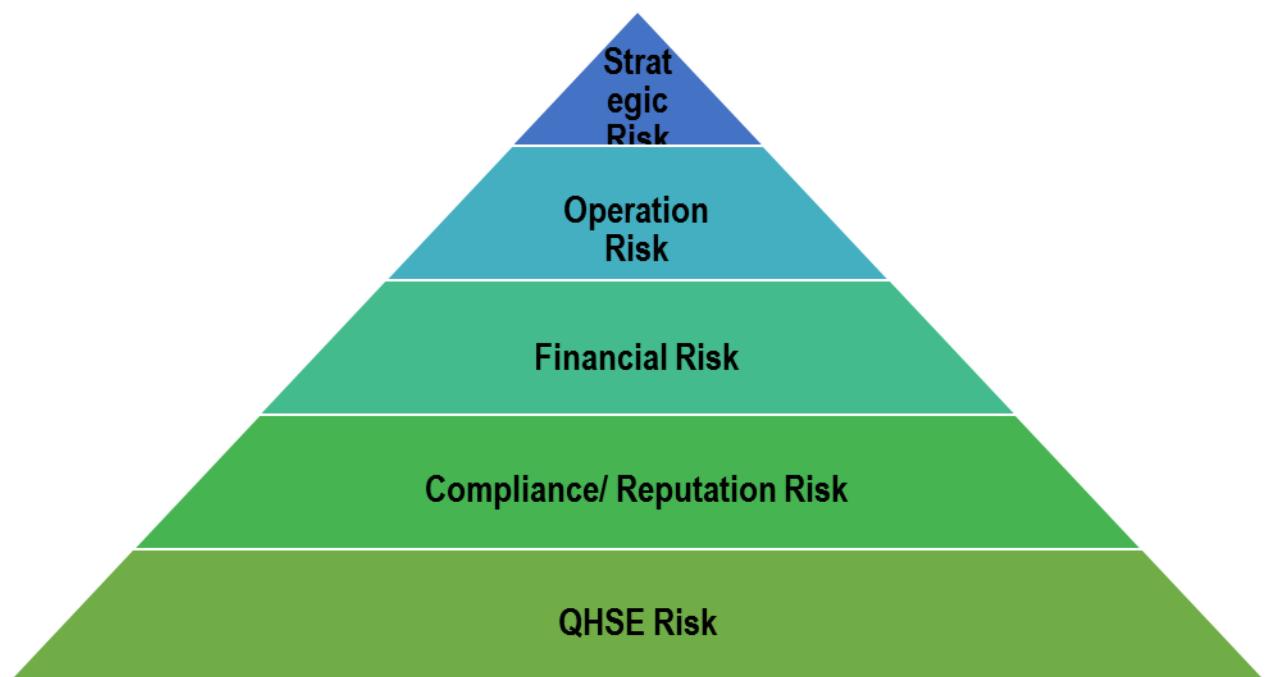 Strat
egic
Risk
Operation
Risk
Financial Risk
Compliance/ Reputation Risk
QHSE Risk